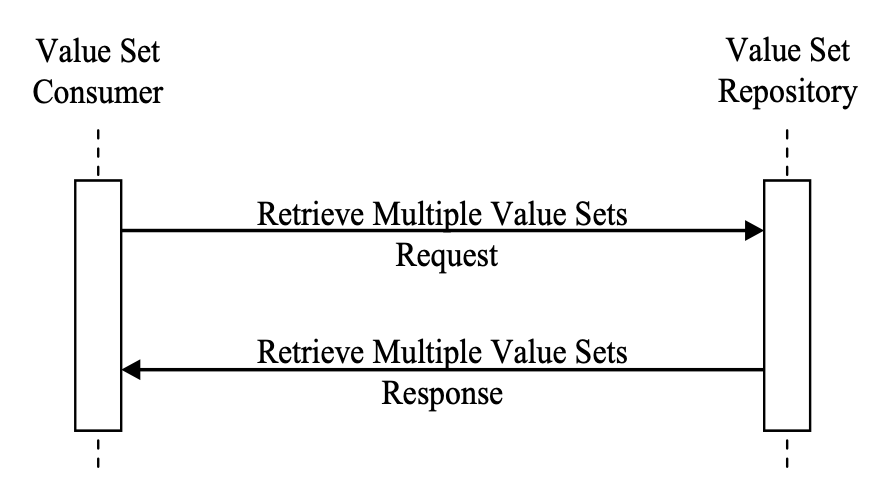 Value Set
Consumer
Value Set
Repository
Retrieve Multiple Value Sets
Request
Retrieve Multiple Value Sets
Response